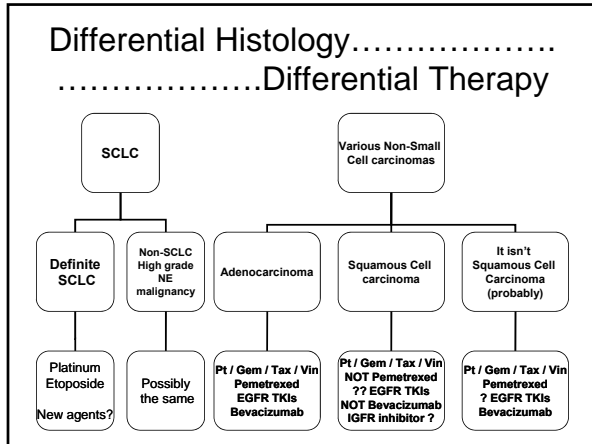 Differential Histology……………….
……………….Differential Therapy
SCLC
Various Non-Small
Cell carcinomas
Definite
SCLC
Non-SCLC
High grade
NE
malignancy
Adenocarcinoma
Squamous Cell
carcinoma
It isn't
Squamous Cell
Carcinoma
(probably)
Platinum
Etoposide
New agents?
Possibly
the same
Pt / Gem / Tax / Vin
Pemetrexed
EGFR TKIs
Bevacizumab
Pt / Gem / Tax / Vin
NOT Pemetrexed
?? EGFR TKIs
NOT Bevacizumab
IGFR inhibitor ?
Pt / Gem / Tax / Vin
Pemetrexed
? EGFR TKIs
Bevacizumab